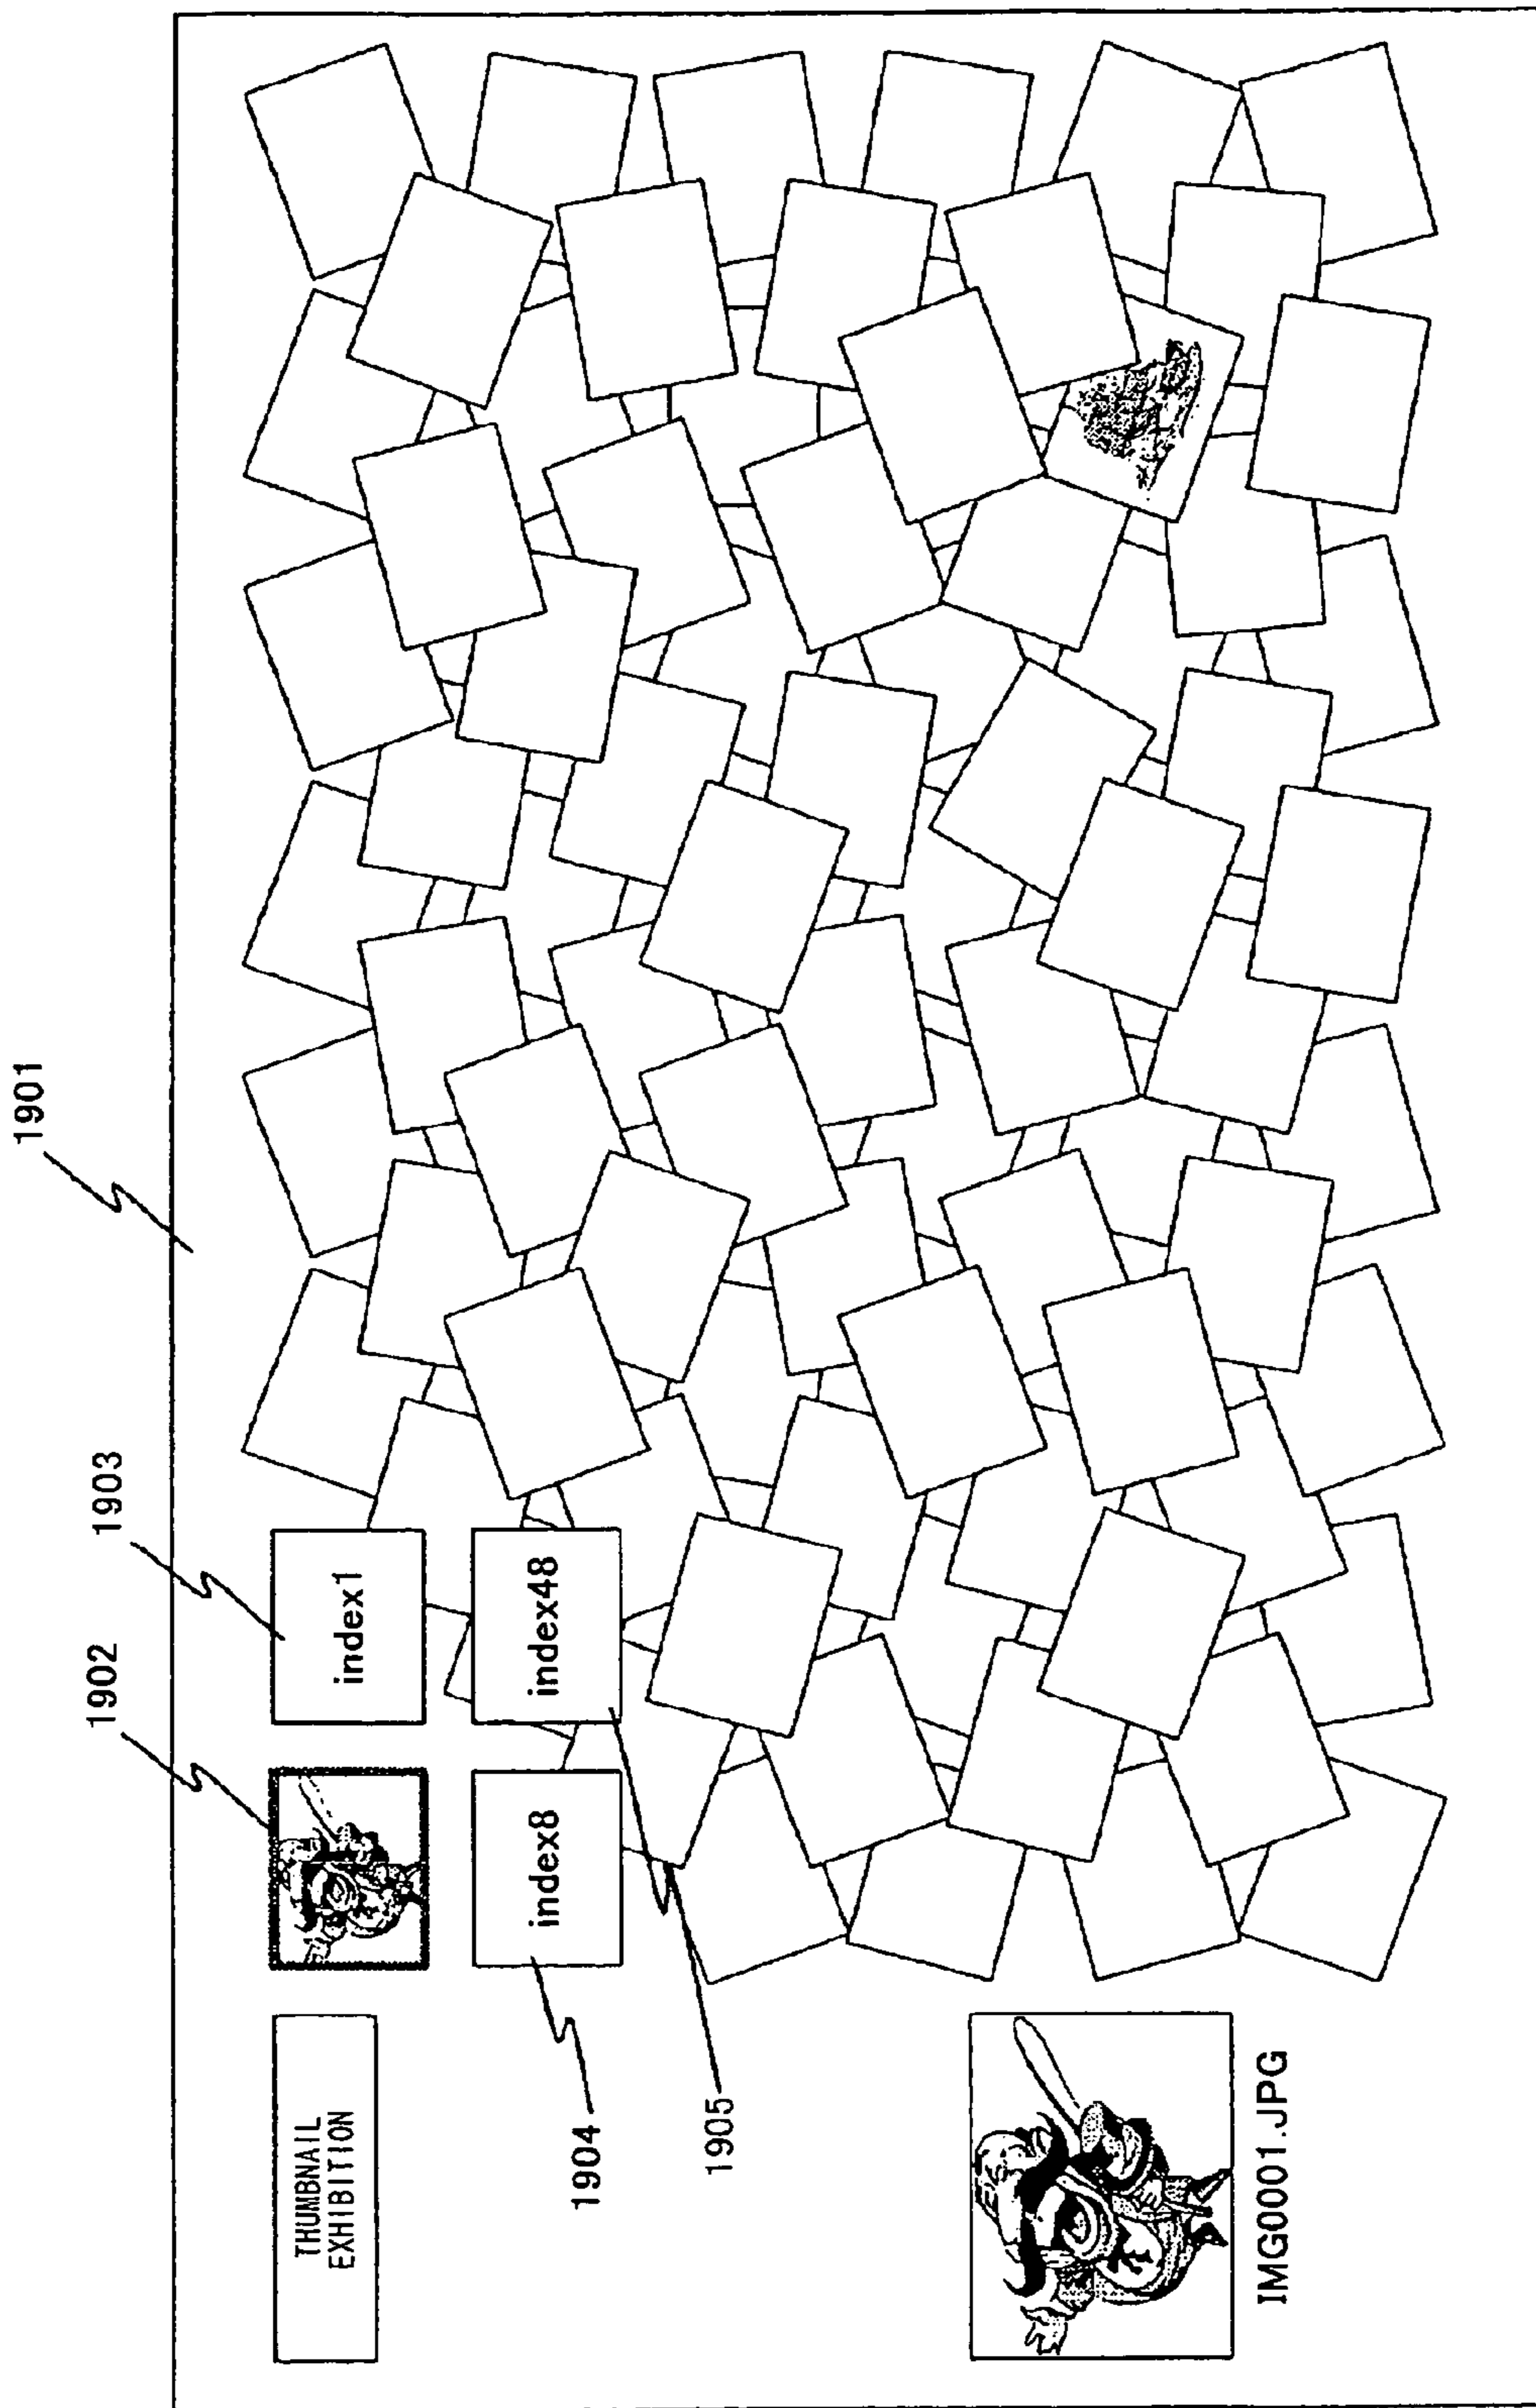 1901
1902
1903
THUMBNAIL
EXHIBITION
index1
index8
index48
1904
1905
IMG0001.JPG